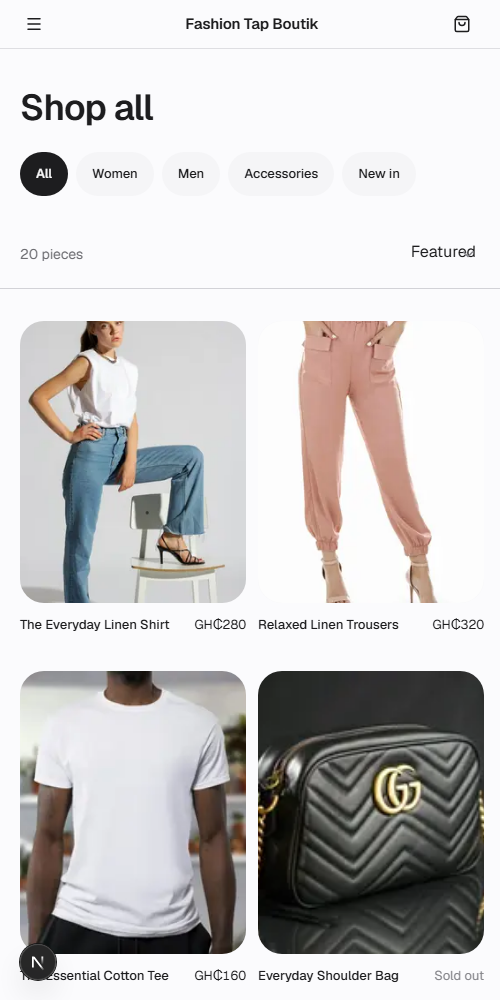 Fashion Tap Boutik
Shop all
All
Women
Men
Accessories
New in
20 pieces
Featured
The Everyday Linen Shirt
GH₵280
Relaxed Linen Trousers
GH₵320
N
Essential Cotton Tee
GH₵160
Everyday Shoulder Bag
Sold out